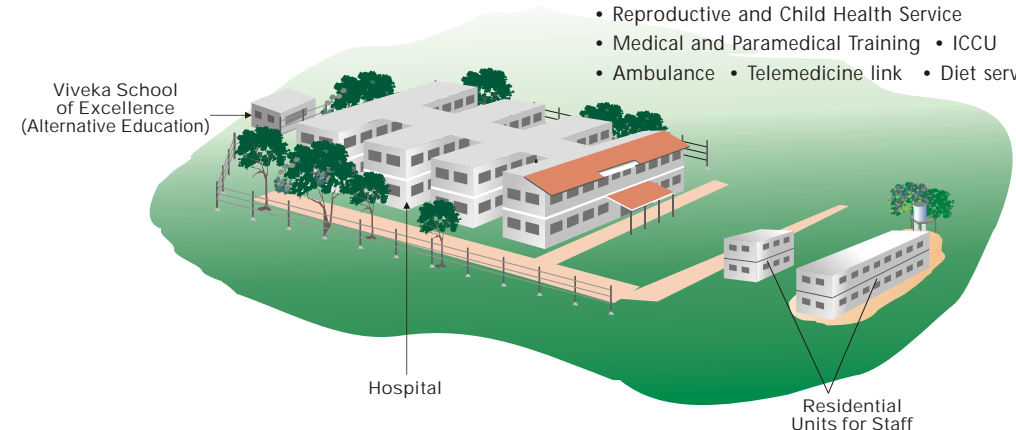 • Reproductive and Child Health Service
• Medical and Paramedical Training • ICCU
• Ambulance • Telemedicine link • Diet serv
Viveka School
of Excellence
(Alternative Education)
Hospital
Residential
Units for Staff